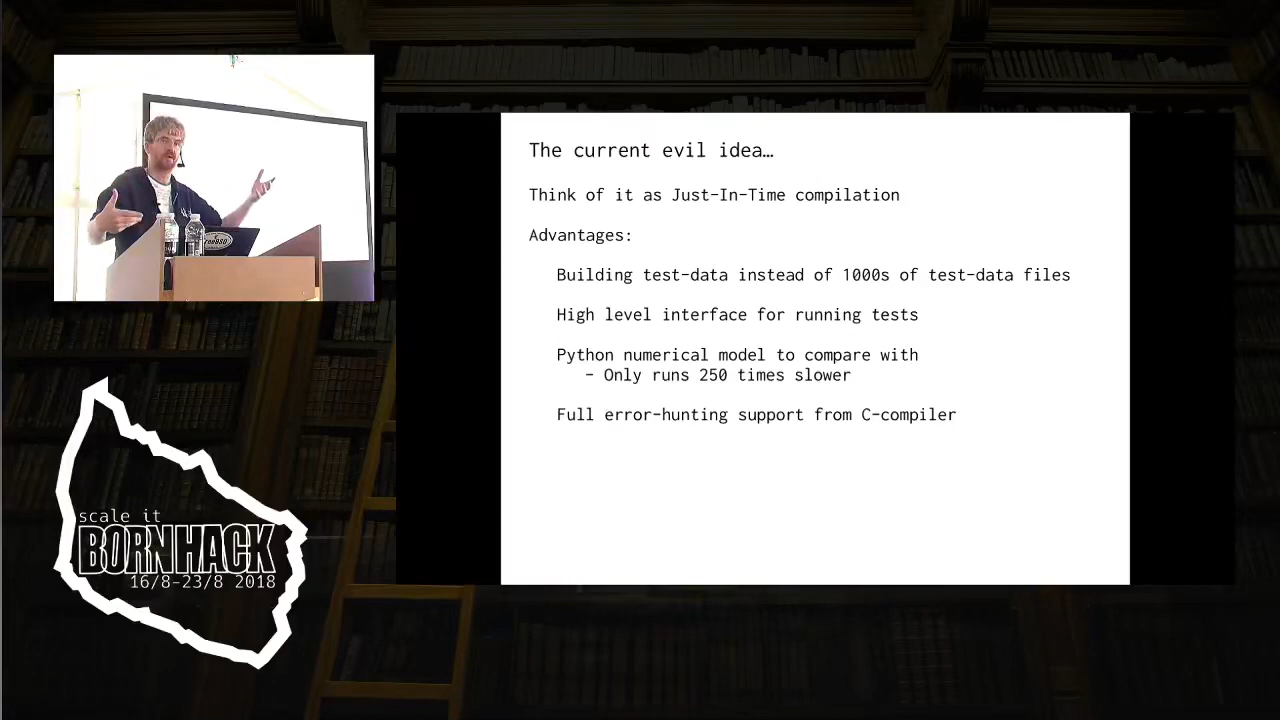 The current evil idea…
Think of it as Just-In-Time compilation
Advantages:
Building test-data instead of 1000s of test-data files
High level interface for running tests
Python numerical model to compare with
- Only runs 250 times slower
Full error-hunting support from C-compiler
scale it
BORNHACK
16/8-23/8 2018